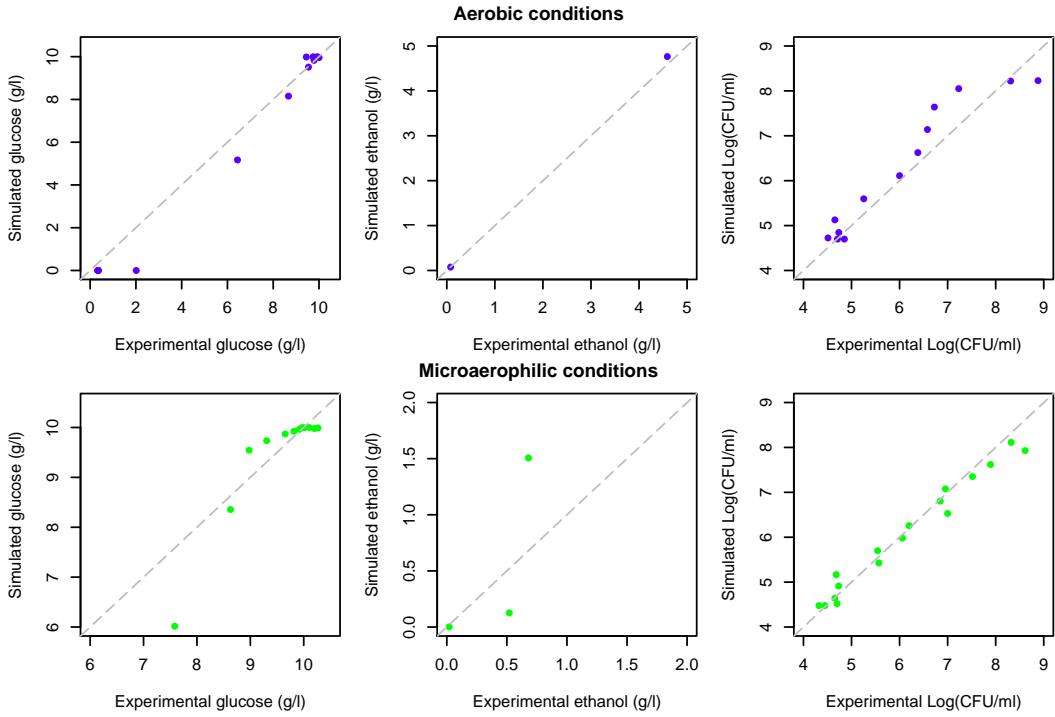 Aerobic conditions
Simulated glucose (g/l)
10
8
6
4
2
0
0 2 4 6 8 10
Experimental glucose (g/l)
Simulated ethanol (g/l)
5
4
3
2
1
0
0 1 2 3 4 5
Experimental ethanol (g/l)
Simulated Log(CFU/ml)
9
8
7
6
5
4
4 5 6 7 8 9
Experimental Log(CFU/ml)
Microaerophilic conditions
Simulated glucose (g/l)
10
9
8
7
6
6 7 8 9 10
Experimental glucose (g/l)
Simulated ethanol (g/l)
2.0
1.5
1.0
0.5
0.0
0.0 0.5 1.0 1.5 2.0
Experimental ethanol (g/l)
Simulated Log(CFU/ml)
9
8
7
6
5
4
4 5 6 7 8 9
Experimental Log(CFU/ml)